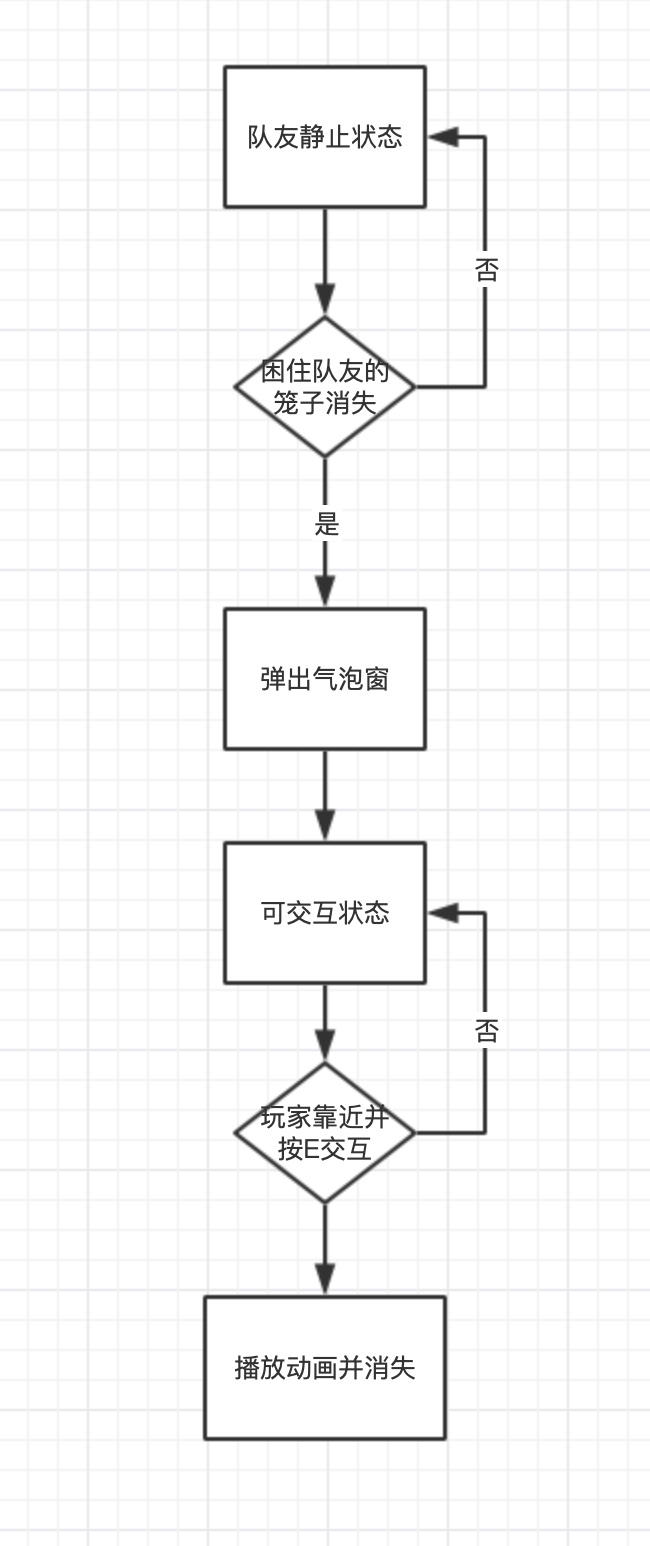 队友静止状态
否
困住队友的
笼子消失
是
弹出气泡窗
可交互状态
否
玩家靠近并
按E交互
播放动画并消失